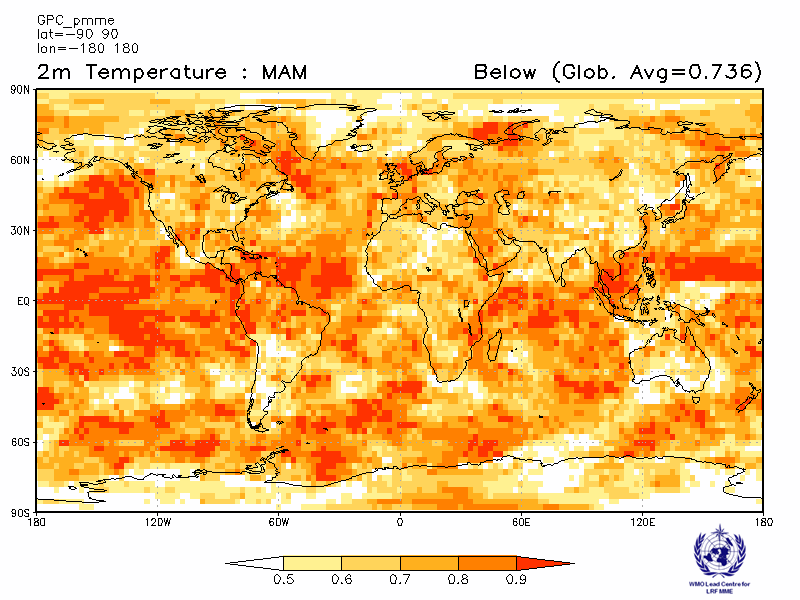 GPC_pmme
lat=-90 90
lon=-180 180
2m Temperature : MAM
Below (Glob. Avg=0.736)
90N
60N
30N
EQ
30S
60S
90S
180 120W 60W 0 60E 120E 180
0.5 0.6 0.7 0.8 0.9
WMO Lead Centre for
LRF MME